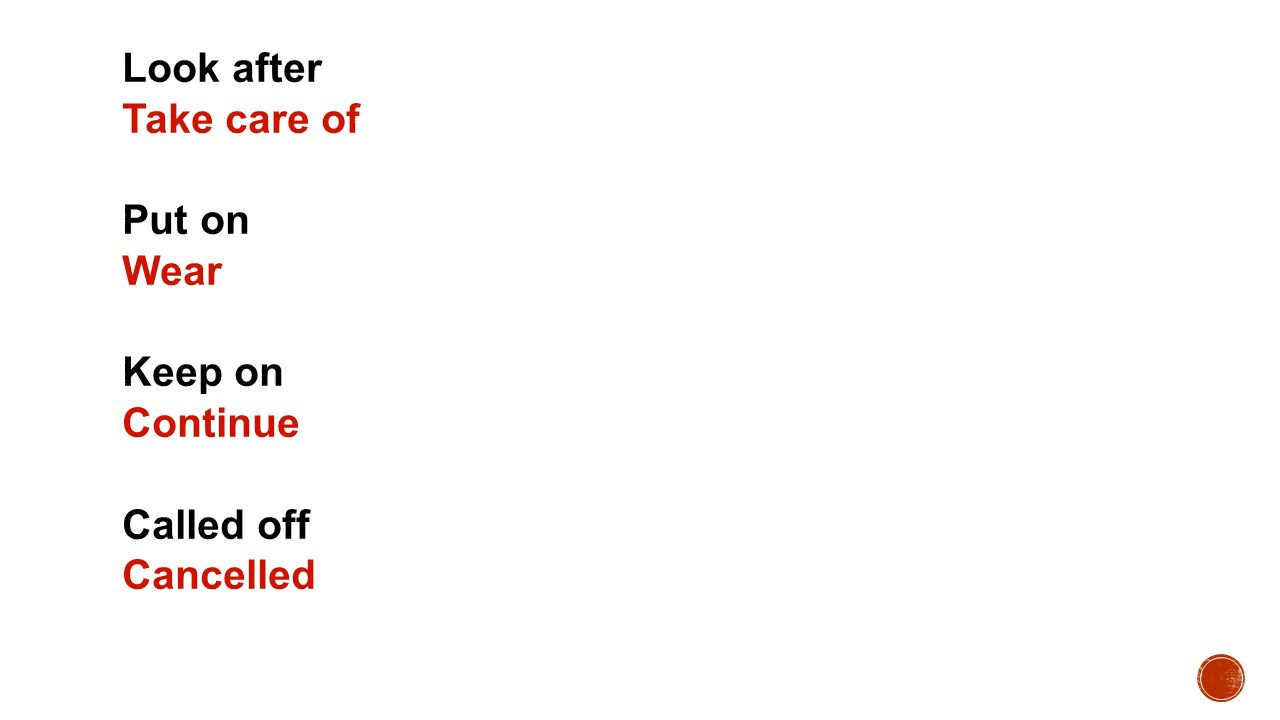 Look after
Take care of
Put on
Wear
Keep on
Continue
Called off
Cancelled